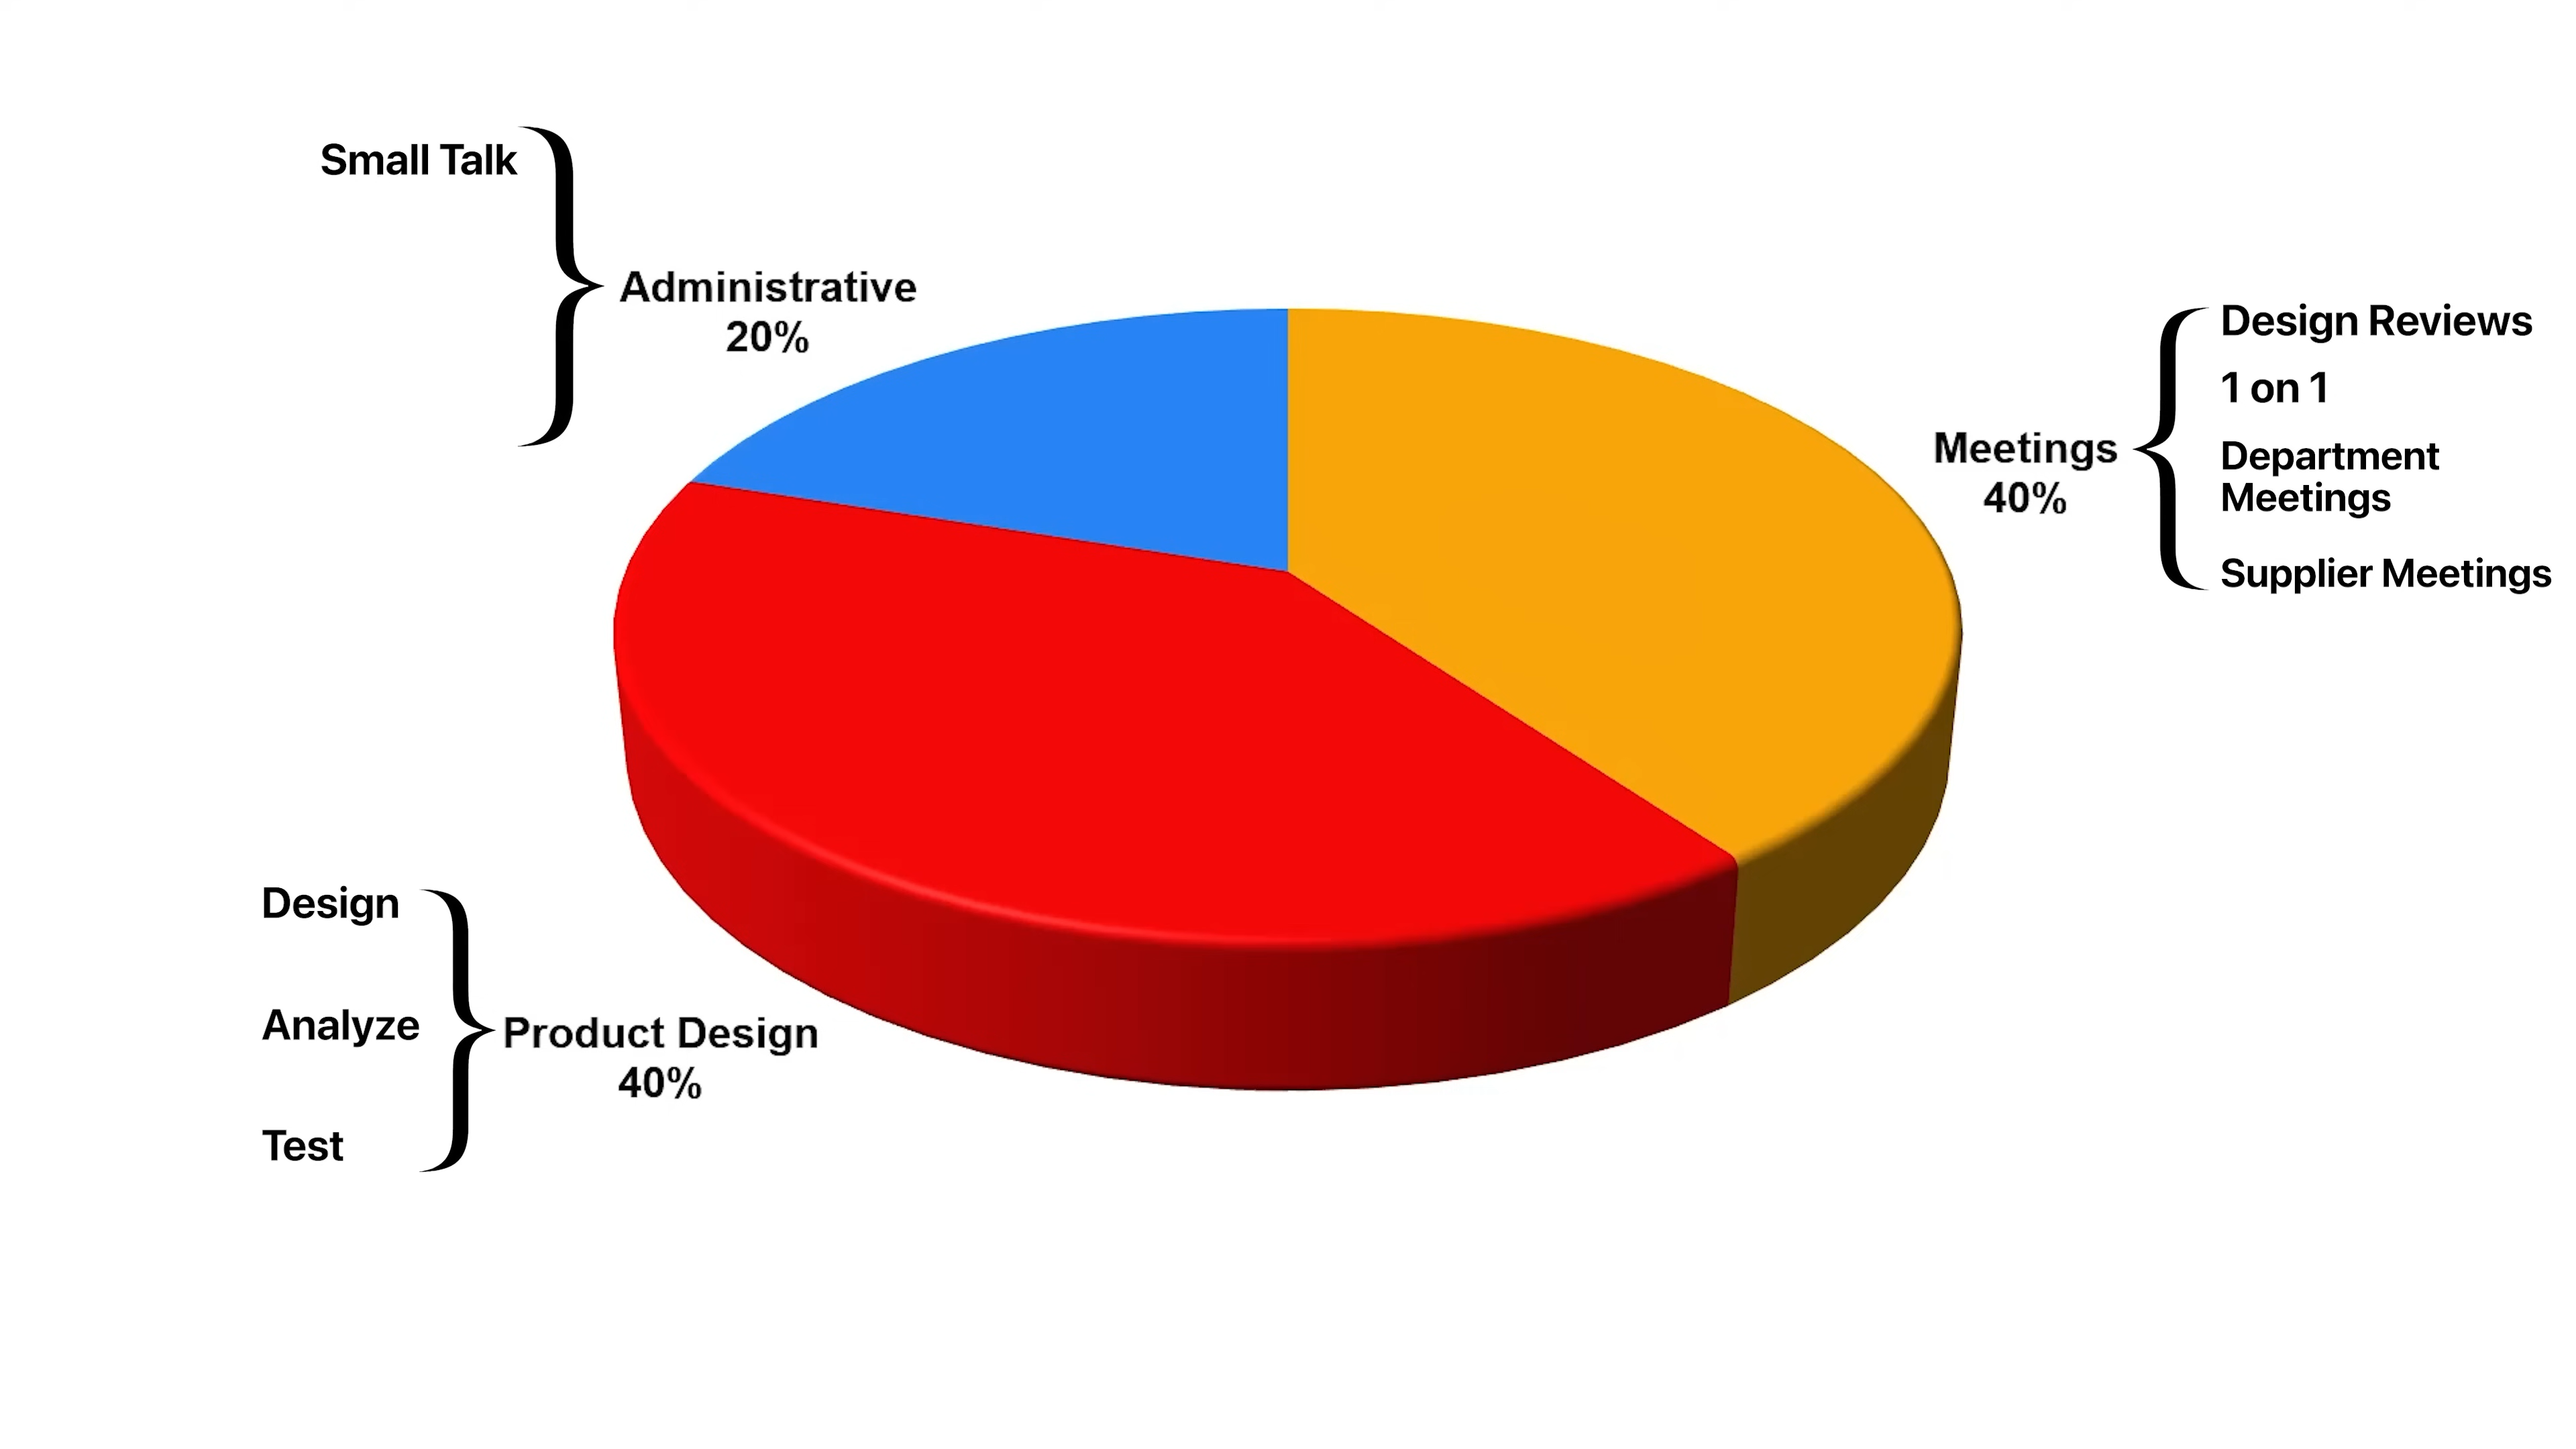 Small Talk
Administrative
20%
Meetings
40%
Design Reviews
1 on 1
Department
Meetings
Supplier Meetings
Design
Analyze
Test
Product Design
40%